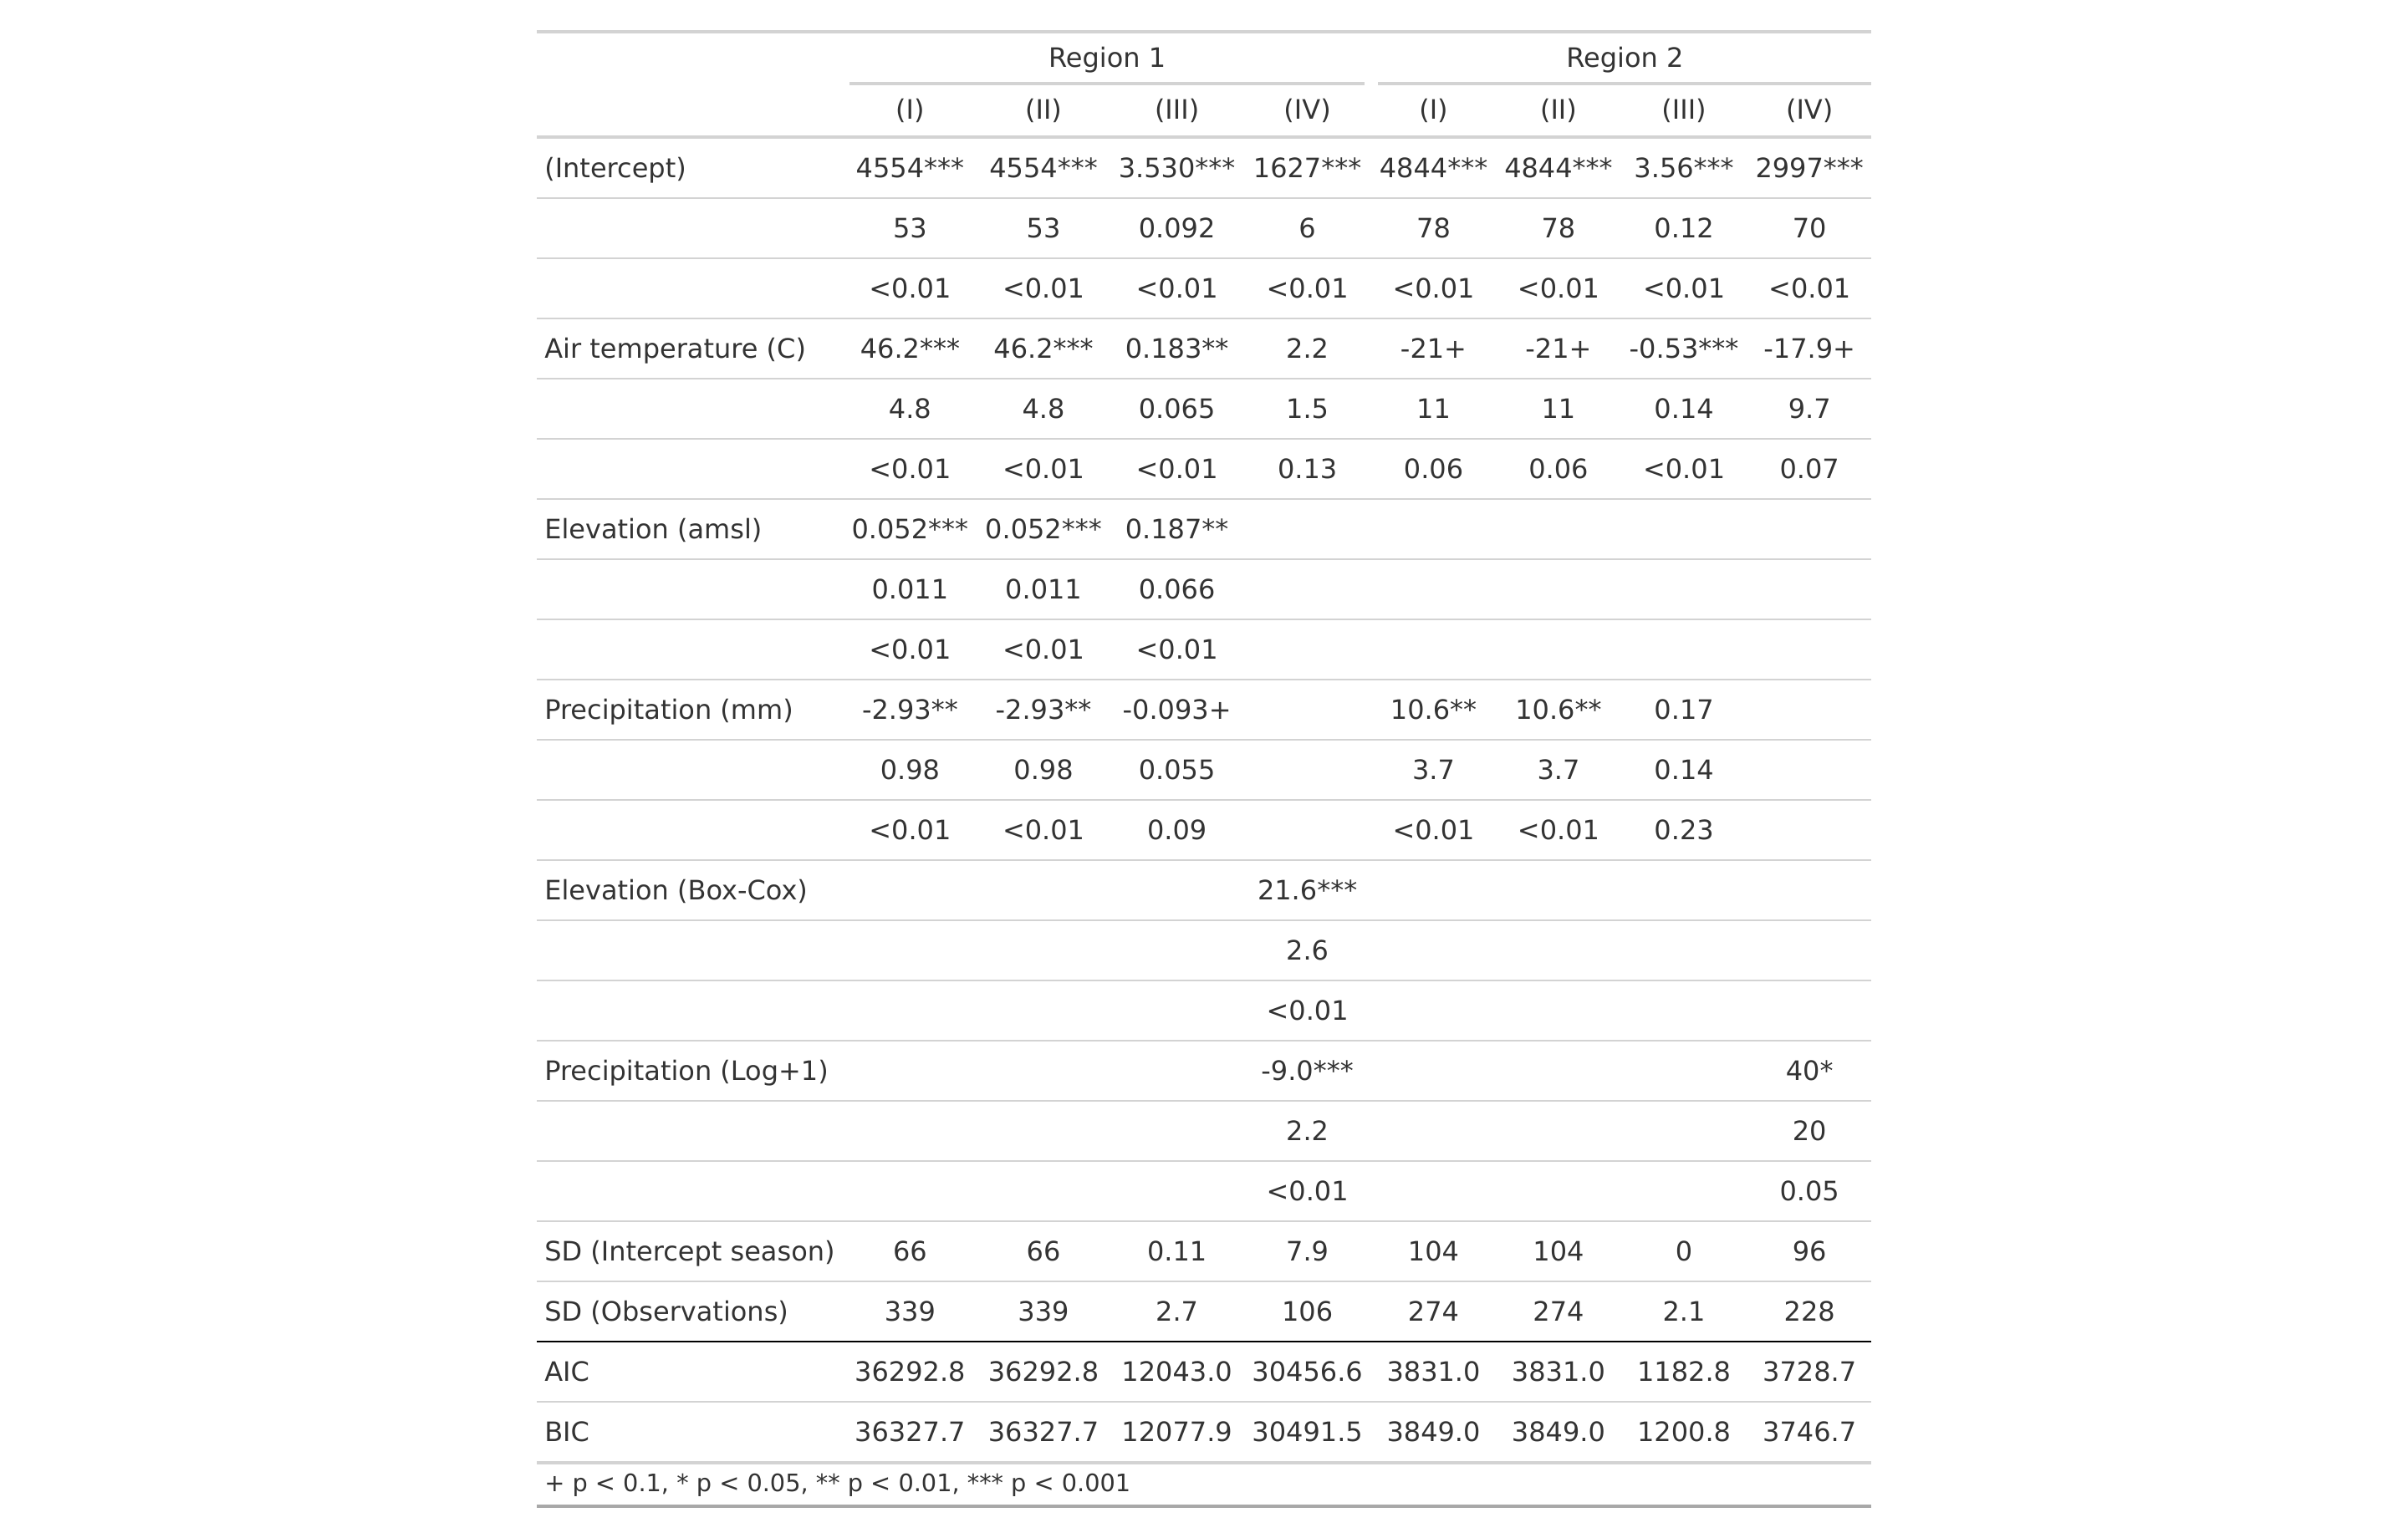 Region 1 Region 2
(I) (II) (III) (IV) (I) (II) (III) (IV)
(Intercept) 4554*** 4554*** 3.530*** 1627*** 4844*** 4844*** 3.56*** 2997***
53 53 0.092 6 78 78 0.12 70
<0.01 <0.01 <0.01 <0.01 <0.01 <0.01 <0.01 <0.01
Air temperature (C) 46.2*** 46.2*** 0.183** 2.2 -21+ -21+ -0.53*** -17.9+
4.8 4.8 0.065 1.5 11 11 0.14 9.7
<0.01 <0.01 <0.01 0.13 0.06 0.06 <0.01 0.07
Elevation (amsl) 0.052*** 0.052*** 0.187**
0.011 0.011 0.066
<0.01 <0.01 <0.01
Precipitation (mm) -2.93** -2.93** -0.093+ 10.6** 10.6** 0.17
0.98 0.98 0.055 3.7 3.7 0.14
<0.01 <0.01 0.09 <0.01 <0.01 0.23
Elevation (Box-Cox) 21.6***
2.6
<0.01
Precipitation (Log+1) -9.0*** 40*
2.2 20
<0.01 0.05
SD (Intercept season) 66 66 0.11 7.9 104 104 0 96
SD (Observations) 339 339 2.7 106 274 274 2.1 228
AIC 36292.8 36292.8 12043.0 30456.6 3831.0 3831.0 1182.8 3728.7
BIC 36327.7 36327.7 12077.9 30491.5 3849.0 3849.0 1200.8 3746.7
+ p < 0.1, * p < 0.05, ** p < 0.01, *** p < 0.001